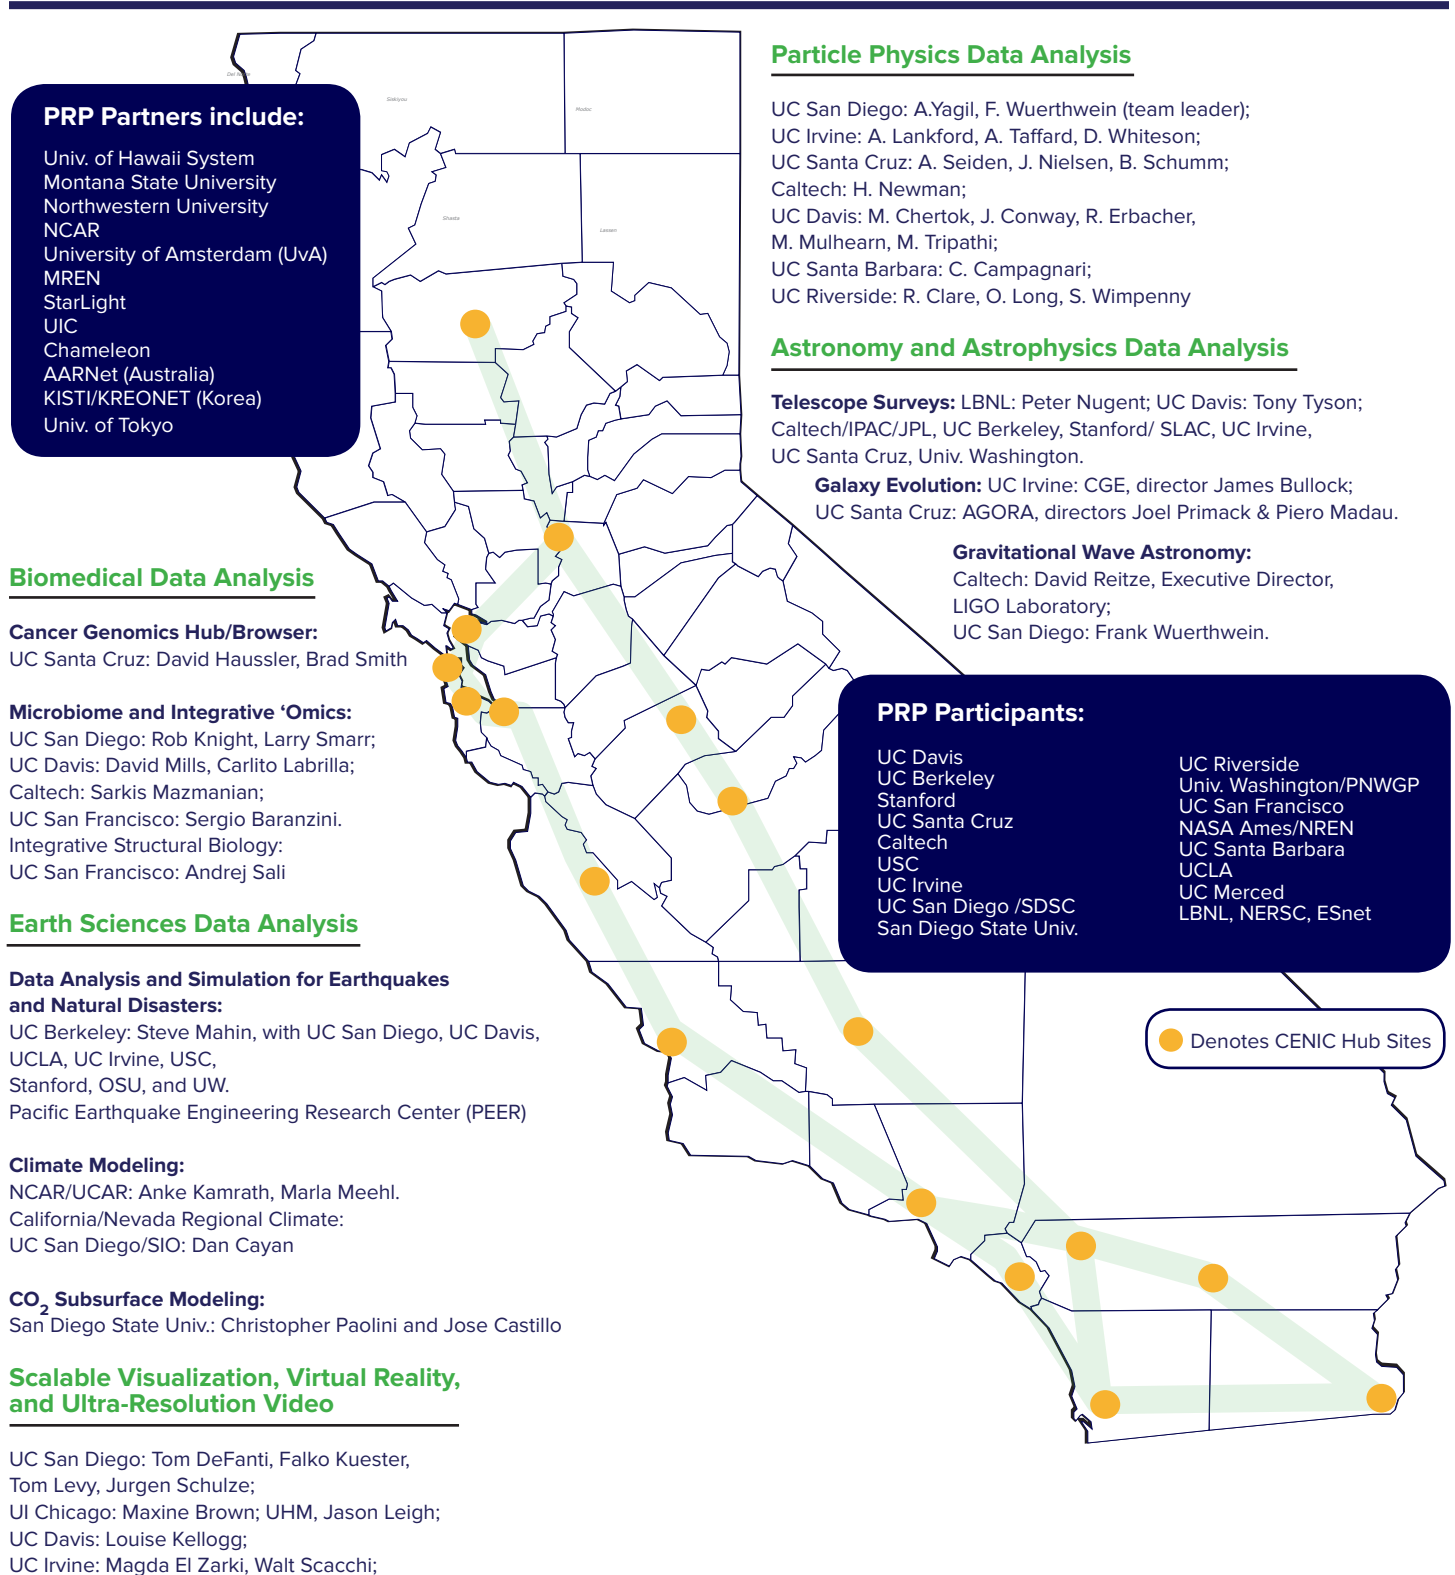 Del Norte
Siskiyou
Modoc
Shasta
Lassen
PRP Partners include:
Univ. of Hawaii System
Montana State University
Northwestern University
NCAR
University of Amsterdam (UvA)
MREN
StarLight
UIC
Chameleon
AARNet (Australia)
KISTI/KREONET (Korea)
Univ. of Tokyo
Particle Physics Data Analysis
UC San Diego: A.Yagil, F. Wuerthwein (team leader);
UC Irvine: A. Lankford, A. Taffard, D. Whiteson;
UC Santa Cruz: A. Seiden, J. Nielsen, B. Schumm;
Caltech: H. Newman;
UC Davis: M. Chertok, J. Conway, R. Erbacher,
M. Mulhearn, M. Tripathi;
UC Santa Barbara: C. Campagnari;
UC Riverside: R. Clare, O. Long, S. Wimpenny
Astronomy and Astrophysics Data Analysis
Telescope Surveys: LBNL: Peter Nugent; UC Davis: Tony Tyson;
Caltech/IPAC/JPL, UC Berkeley, Stanford/ SLAC, UC Irvine,
UC Santa Cruz, Univ. Washington.
Galaxy Evolution: UC Irvine: CGE, director James Bullock;
UC Santa Cruz: AGORA, directors Joel Primack & Piero Madau.
Gravitational Wave Astronomy:
Caltech: David Reitze, Executive Director,
LIGO Laboratory;
UC San Diego: Frank Wuerthwein.
Biomedical Data Analysis
Cancer Genomics Hub/Browser:
UC Santa Cruz: David Haussler, Brad Smith
Microbiome and Integrative ‘Omics:
UC San Diego: Rob Knight, Larry Smarr;
UC Davis: David Mills, Carlito Labrilla;
Caltech: Sarkis Mazmanian;
UC San Francisco: Sergio Baranzini.
Integrative Structural Biology:
UC San Francisco: Andrej Sali
PRP Participants:
UC Davis
UC Berkeley
Stanford
UC Santa Cruz
Caltech
USC
UC Irvine
UC San Diego /SDSC
San Diego State Univ.
UC Riverside
Univ. Washington/PNWGP
UC San Francisco
NASA Ames/NREN
UC Santa Barbara
UCLA
UC Merced
LBNL, NERSC, ESnet
Denotes CENIC Hub Sites
Earth Sciences Data Analysis
Data Analysis and Simulation for Earthquakes
and Natural Disasters:
UC Berkeley: Steve Mahin, with UC San Diego, UC Davis,
UCLA, UC Irvine, USC,
Stanford, OSU, and UW.
Pacific Earthquake Engineering Research Center (PEER)
Climate Modeling:
NCAR/UCAR: Anke Kamrath, Marla Meehl.
California/Nevada Regional Climate:
UC San Diego/SIO: Dan Cayan
CO2 Subsurface Modeling:
San Diego State Univ.: Christopher Paolini and Jose Castillo
Scalable Visualization, Virtual Reality,
and Ultra-Resolution Video
UC San Diego: Tom DeFanti, Falko Kuester,
Tom Levy, Jurgen Schulze;
UI Chicago: Maxine Brown; UHM, Jason Leigh;
UC Davis: Louise Kellogg;
UC Irvine: Magda El Zarki, Walt Scacchi;